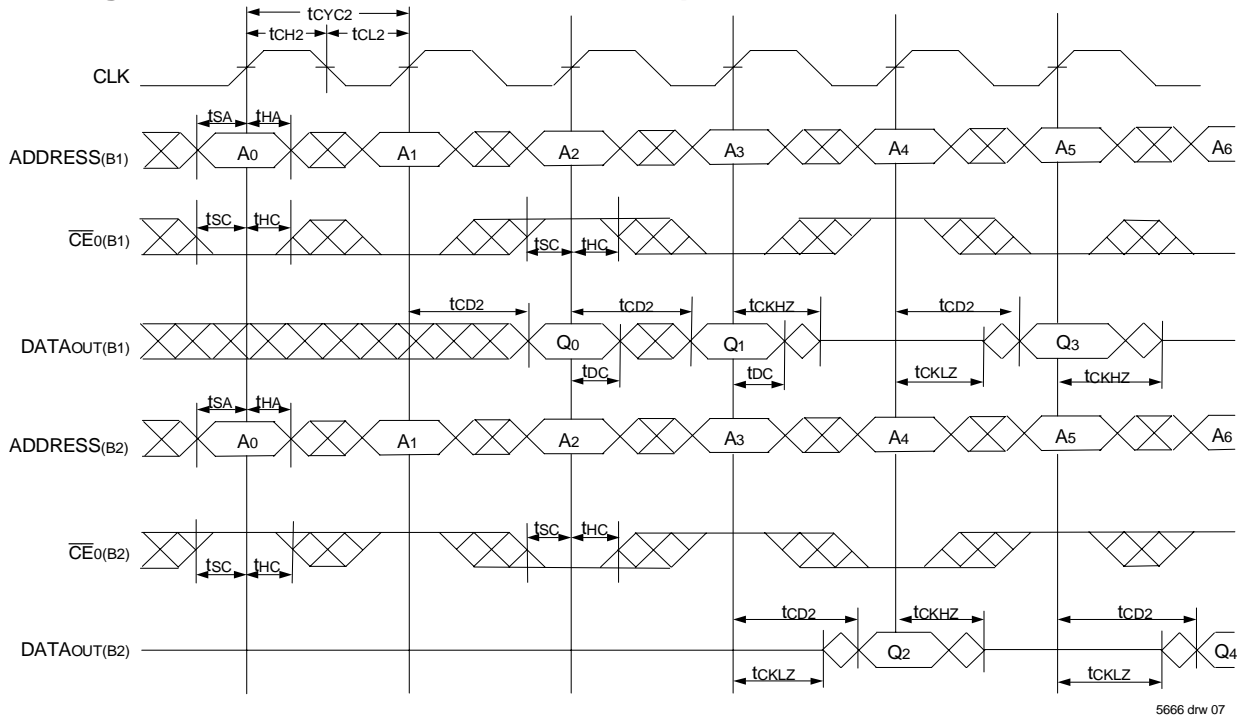 tCYC2
tCH2 tCL2
CLK
tSA tHA
ADDRESS(B1) A0 A1 A2 A3 A4 A5 A6
tSC tHC
CE0(B1)
tSC tHC
tCD2 tCD2 tCKHZ tCD2
DATAOUT(B1) Q0 Q1 Q3
tDC tDC tCKLZ tCKHZ
tSA tHA
ADDRESS(B2) A0 A1 A2 A3 A4 A5 A6
tSC tHC
CE0(B2)
tSC tHC
tCD2 tCKHZ tCD2
DATAOUT(B2) Q2 Q4
tCKLZ tCKLZ
5666 drw 07